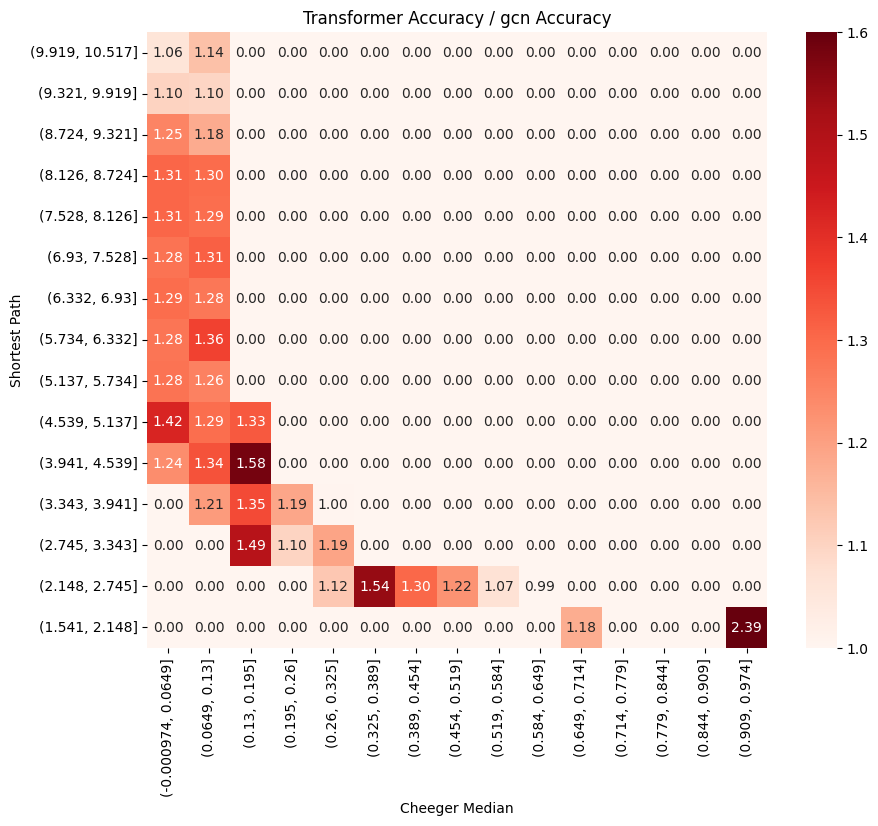 Transformer Accuracy / gcn Accuracy
Shortest Path
(9.919, 10.517] 1.06 1.14 0.00 0.00 0.00 0.00 0.00 0.00 0.00 0.00 0.00 0.00 0.00 0.00 0.00
(9.321, 9.919] 1.10 1.10 0.00 0.00 0.00 0.00 0.00 0.00 0.00 0.00 0.00 0.00 0.00 0.00 0.00
(8.724, 9.321] 1.25 1.18 0.00 0.00 0.00 0.00 0.00 0.00 0.00 0.00 0.00 0.00 0.00 0.00 0.00
(8.126, 8.724] 1.31 1.30 0.00 0.00 0.00 0.00 0.00 0.00 0.00 0.00 0.00 0.00 0.00 0.00 0.00
(7.528, 8.126] 1.31 1.29 0.00 0.00 0.00 0.00 0.00 0.00 0.00 0.00 0.00 0.00 0.00 0.00 0.00
(6.93, 7.528] 1.28 1.31 0.00 0.00 0.00 0.00 0.00 0.00 0.00 0.00 0.00 0.00 0.00 0.00 0.00
(6.332, 6.93] 1.29 1.28 0.00 0.00 0.00 0.00 0.00 0.00 0.00 0.00 0.00 0.00 0.00 0.00 0.00
(5.734, 6.332] 1.28 1.36 0.00 0.00 0.00 0.00 0.00 0.00 0.00 0.00 0.00 0.00 0.00 0.00 0.00
(5.137, 5.734] 1.28 1.26 0.00 0.00 0.00 0.00 0.00 0.00 0.00 0.00 0.00 0.00 0.00 0.00 0.00
(4.539, 5.137] 1.42 1.29 1.33 0.00 0.00 0.00 0.00 0.00 0.00 0.00 0.00 0.00 0.00 0.00 0.00
(3.941, 4.539] 1.24 1.34 1.58 0.00 0.00 0.00 0.00 0.00 0.00 0.00 0.00 0.00 0.00 0.00 0.00
(3.343, 3.941] 0.00 1.21 1.35 1.19 1.00 0.00 0.00 0.00 0.00 0.00 0.00 0.00 0.00 0.00 0.00
(2.745, 3.343] 0.00 0.00 1.49 1.10 1.19 0.00 0.00 0.00 0.00 0.00 0.00 0.00 0.00 0.00 0.00
(2.148, 2.745] 0.00 0.00 0.00 0.00 1.12 1.54 1.30 1.22 1.07 0.99 0.00 0.00 0.00 0.00 0.00
(1.541, 2.148] 0.00 0.00 0.00 0.00 0.00 0.00 0.00 0.00 0.00 0.00 1.18 0.00 0.00 0.00 2.39
(-0.000974, 0.0649]
(0.0649, 0.13]
(0.13, 0.195]
(0.195, 0.26]
(0.26, 0.325]
(0.325, 0.389]
(0.389, 0.454]
(0.454, 0.519]
(0.519, 0.584]
(0.584, 0.649]
(0.649, 0.714]
(0.714, 0.779]
(0.779, 0.844]
(0.844, 0.909]
(0.909, 0.974]
Cheeger Median
1.6
1.5
1.4
1.3
1.2
1.1
1.0